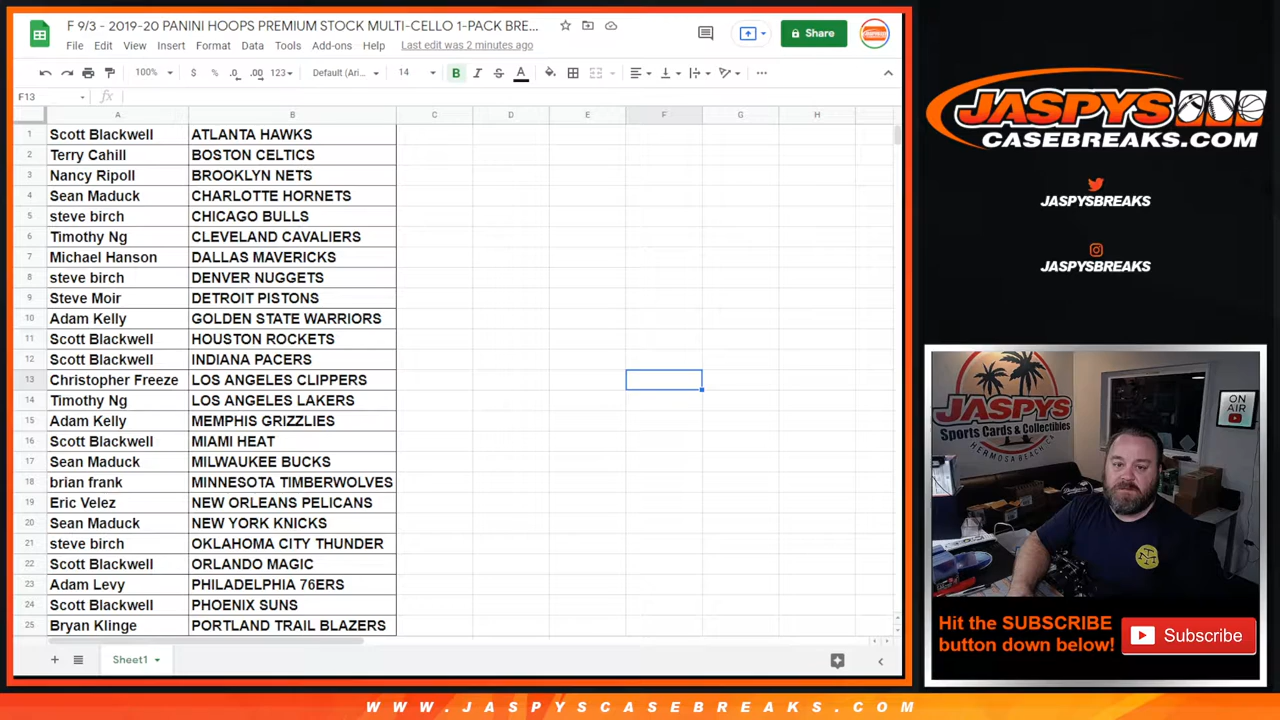 F 9/3 - 2019-20 PANINI HOOPS PREMIUM STOCK MULTI-CELLO 1-PACK BRE...
Share
File Edit View Insert Format Data Tools Add-ons Help Last edit was 2 minutes ago
100% $ % .0 .00 123 Default (Ari... 14 B I S A
F13 fx
A B C D E F G H
1 Scott Blackwell ATLANTA HAWKS
2 Terry Cahill BOSTON CELTICS
3 Nancy Ripoll BROOKLYN NETS
4 Sean Maduck CHARLOTTE HORNETS
5 steve birch CHICAGO BULLS
6 Timothy Ng CLEVELAND CAVALIERS
7 Michael Hanson DALLAS MAVERICKS
8 steve birch DENVER NUGGETS
9 Steve Moir DETROIT PISTONS
10 Adam Kelly GOLDEN STATE WARRIORS
11 Scott Blackwell HOUSTON ROCKETS
12 Scott Blackwell INDIANA PACERS
13 Christopher Freeze LOS ANGELES CLIPPERS
14 Timothy Ng LOS ANGELES LAKERS
15 Adam Kelly MEMPHIS GRIZZLIES
16 Scott Blackwell MIAMI HEAT
17 Sean Maduck MILWAUKEE BUCKS
18 brian frank MINNESOTA TIMBERWOLVES
19 Eric Velez NEW ORLEANS PELICANS
20 Sean Maduck NEW YORK KNICKS
21 steve birch OKLAHOMA CITY THUNDER
22 Scott Blackwell ORLANDO MAGIC
23 Adam Levy PHILADELPHIA 76ERS
24 Scott Blackwell PHOENIX SUNS
25 Bryan Klinge PORTLAND TRAIL BLAZERS
Sheet1
JASPYS
CASEBREAKS.COM
JASPYSBREAKS
JASPYSBREAKS
JASPYS
Sports Cards & Collectibles
HERMOSA BEACH CA
ON
AIR
Hit the SUBSCRIBE
button down below!
Subscribe
WWW.JASPYSCASEBREAKS.COM